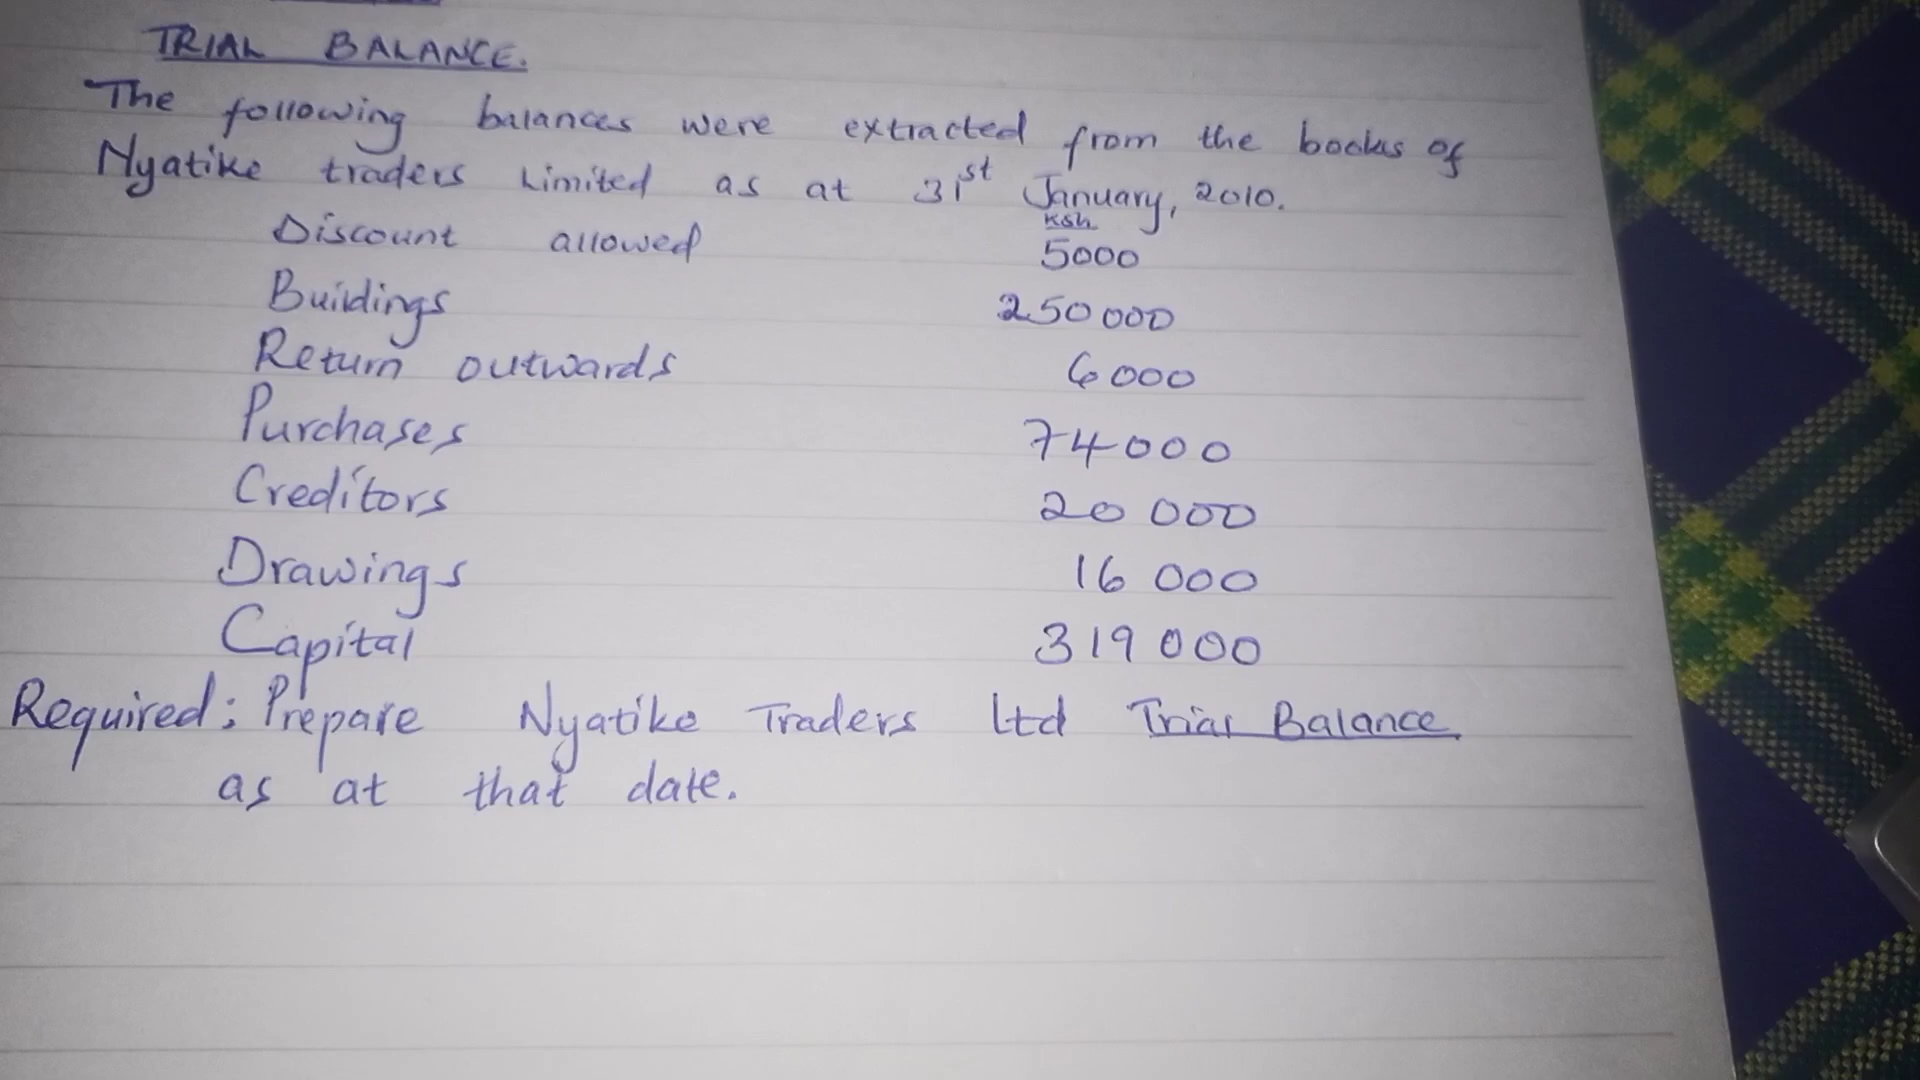 TRIAL BALANCE.
The following balances were extracted from the books of
Nyatike traders Limited as at 31st January, 2010.
Ksh
Discount allowed 5000
Buildings 250 000
Return outwards 6000
Purchases 74000
Creditors 20 000
Drawings 16 000
Capital 319 000
Required: Prepare Nyatike Traders Ltd Trial Balance
as at that date.